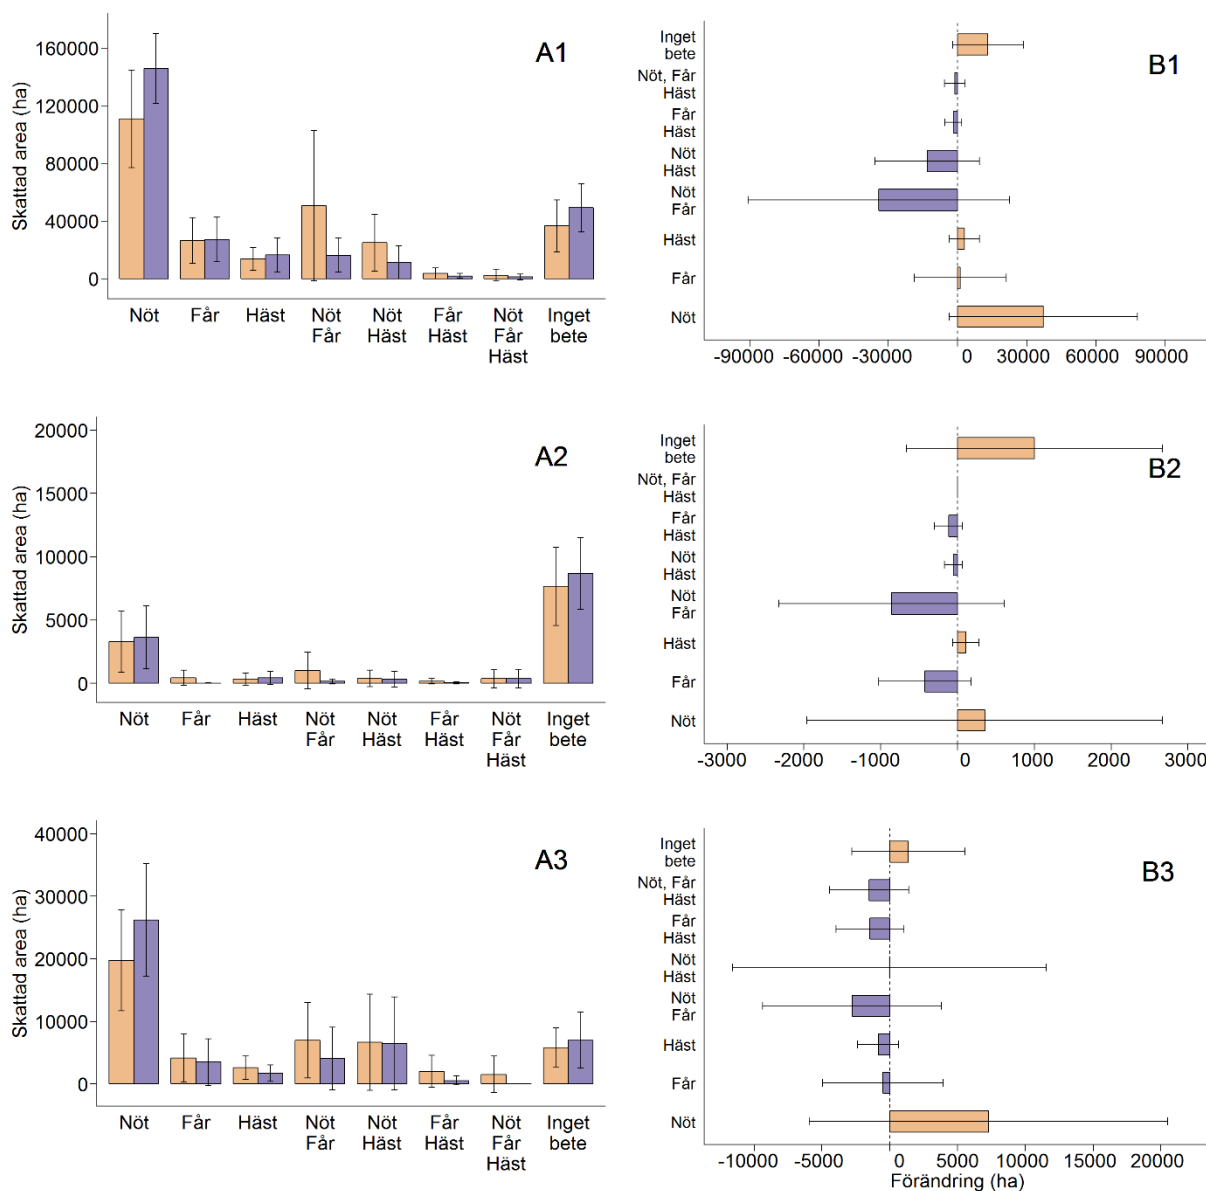 A1
Skattad area (ha)
160000
120000
80000
40000
0
Nöt Får Häst Nöt Nöt Får Nöt Inget
Får Häst Häst Får bete
Häst
B1
Inget
bete
Nöt, Får
Häst
Får
Häst
Nöt
Häst
Nöt
Får
Häst
Får
Nöt
-90000 -60000 -30000 0 30000 60000 90000
A2
Skattad area (ha)
20000
15000
10000
5000
0
Nöt Får Häst Nöt Nöt Får Nöt Inget
Får Häst Häst Får bete
Häst
B2
Inget
bete
Nöt, Får
Häst
Får
Häst
Nöt
Häst
Nöt
Får
Häst
Får
Nöt
-3000 -2000 -1000 0 1000 2000 3000
A3
Skattad area (ha)
40000
30000
20000
10000
0
Nöt Får Häst Nöt Nöt Får Nöt Inget
Får Häst Häst Får bete
Häst
B3
Inget
bete
Nöt, Får
Häst
Får
Häst
Nöt
Häst
Nöt
Får
Häst
Får
Nöt
-10000 -5000 0 5000 10000 15000 20000
Förändring (ha)